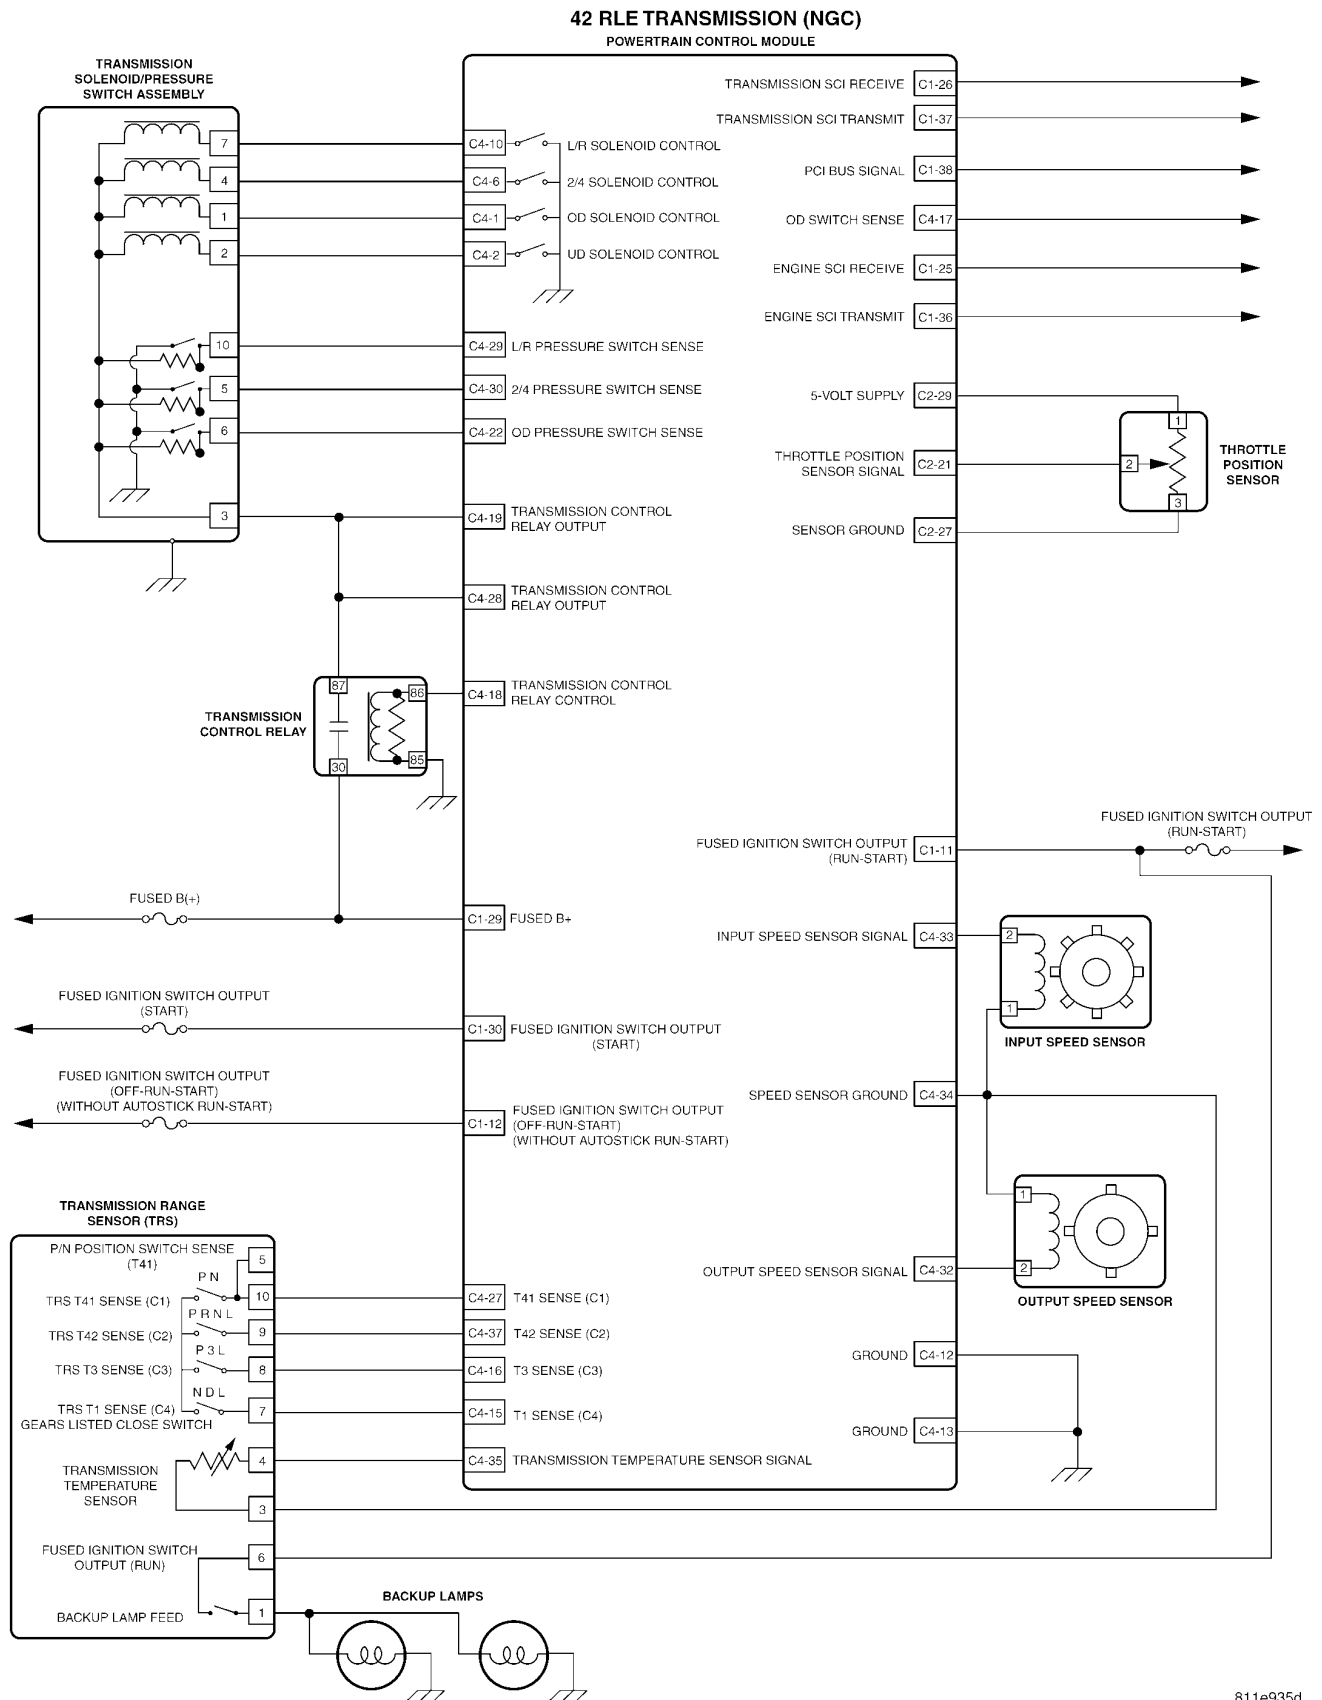 42 RLE TRANSMISSION (NGC)
POWERTRAIN CONTROL MODULE
TRANSMISSION
SOLENOID/PRESSURE
SWITCH ASSEMBLY
7
4
1
2
10
5
6
3
C4-10
L/R SOLENOID CONTROL
C4-6
2/4 SOLENOID CONTROL
C4-1
OD SOLENOID CONTROL
C4-2
UD SOLENOID CONTROL
C4-29
L/R PRESSURE SWITCH SENSE
C4-30
2/4 PRESSURE SWITCH SENSE
C4-22
OD PRESSURE SWITCH SENSE
C4-19
TRANSMISSION CONTROL
RELAY OUTPUT
C4-28
TRANSMISSION CONTROL
RELAY OUTPUT
C4-18
TRANSMISSION CONTROL
RELAY CONTROL
TRANSMISSION
CONTROL RELAY
87
86
30
85
FUSED B(+)
C1-29
FUSED B+
FUSED IGNITION SWITCH OUTPUT
(START)
C1-30
FUSED IGNITION SWITCH OUTPUT
(START)
FUSED IGNITION SWITCH OUTPUT
(OFF-RUN-START)
(WITHOUT AUTOSTICK RUN-START)
C1-12
FUSED IGNITION SWITCH OUTPUT
(OFF-RUN-START)
(WITHOUT AUTOSTICK RUN-START)
TRANSMISSION SCI RECEIVE
C1-26
TRANSMISSION SCI TRANSMIT
C1-37
PCI BUS SIGNAL
C1-38
OD SWITCH SENSE
C4-17
ENGINE SCI RECEIVE
C1-25
ENGINE SCI TRANSMIT
C1-36
5-VOLT SUPPLY
C2-29
THROTTLE POSITION
SENSOR SIGNAL
C2-21
SENSOR GROUND
C2-27
1
2
3
THROTTLE
POSITION
SENSOR
FUSED IGNITION SWITCH OUTPUT
(RUN-START)
C1-11
FUSED IGNITION SWITCH OUTPUT
(RUN-START)
INPUT SPEED SENSOR SIGNAL
C4-33
2
1
INPUT SPEED SENSOR
SPEED SENSOR GROUND
C4-34
1
2
OUTPUT SPEED SENSOR SIGNAL
C4-32
OUTPUT SPEED SENSOR
GROUND
C4-12
GROUND
C4-13
TRANSMISSION RANGE
SENSOR (TRS)
P/N POSITION SWITCH SENSE
(T41)
5
P N
TRS T41 SENSE (C1)
10
C4-27
T41 SENSE (C1)
P R N L
TRS T42 SENSE (C2)
9
C4-37
T42 SENSE (C2)
P 3 L
TRS T3 SENSE (C3)
8
C4-16
T3 SENSE (C3)
N D L
TRS T1 SENSE (C4)
7
C4-15
T1 SENSE (C4)
GEARS LISTED CLOSE SWITCH
4
C4-35
TRANSMISSION TEMPERATURE SENSOR SIGNAL
TRANSMISSION
TEMPERATURE
SENSOR
3
FUSED IGNITION SWITCH
OUTPUT (RUN)
6
BACKUP LAMP FEED
1
BACKUP LAMPS
811e935d